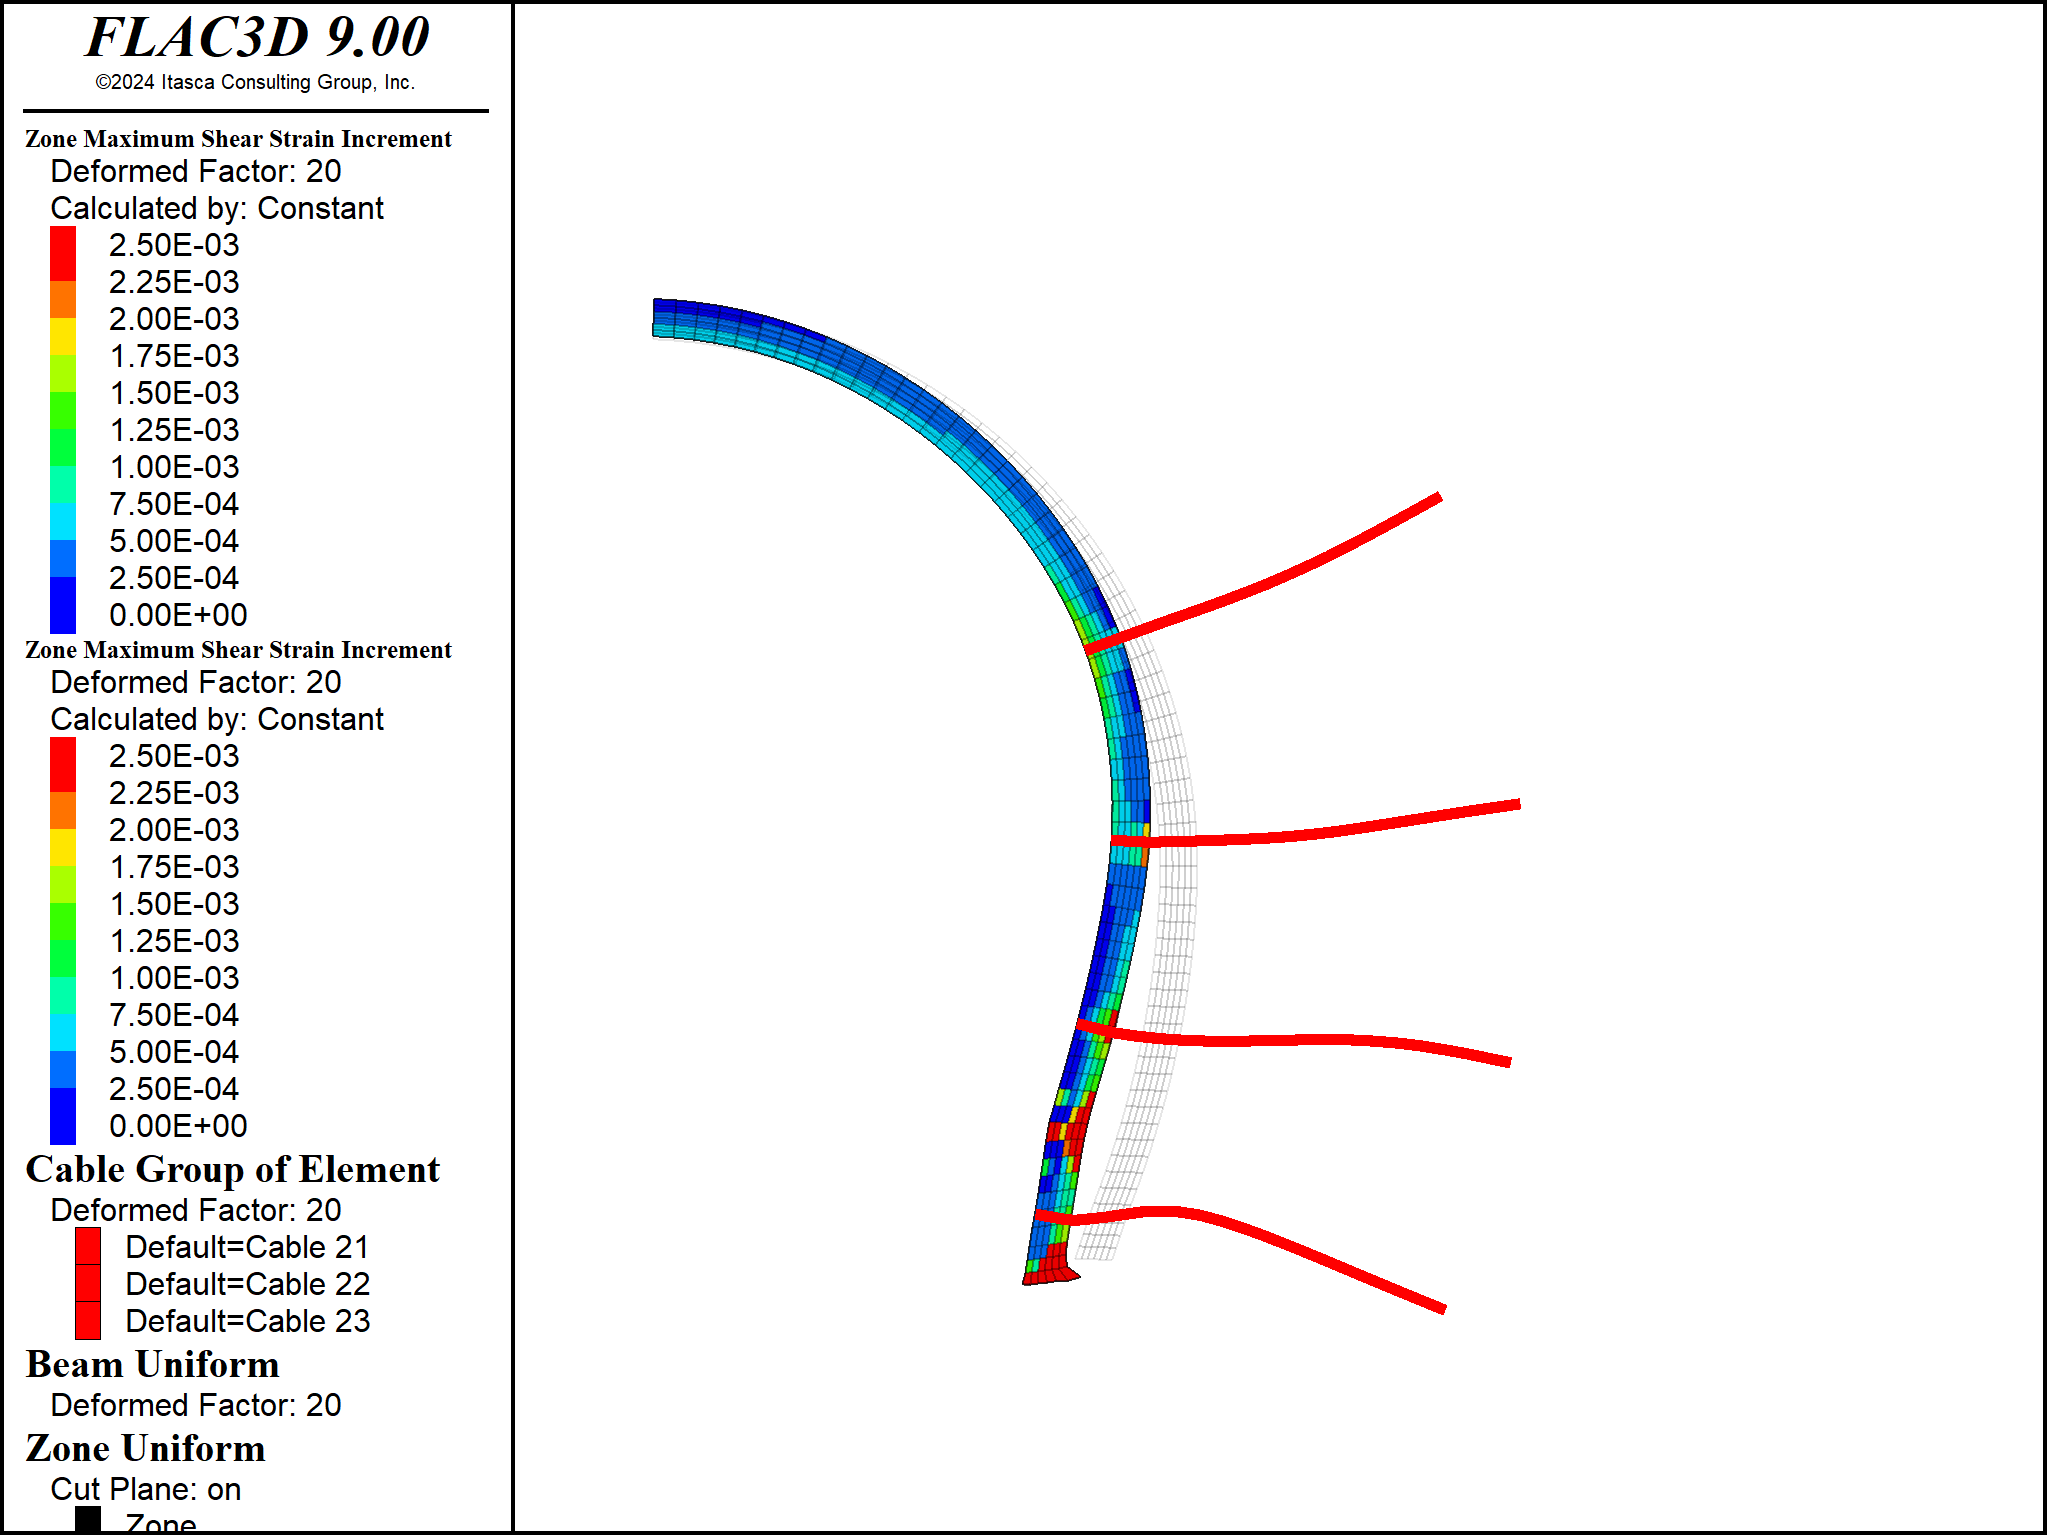 FLAC3D 9.00
©2024 Itasca Consulting Group, Inc.
Zone Maximum Shear Strain Increment
Deformed Factor: 20
Calculated by: Constant
2.50E-03
2.25E-03
2.00E-03
1.75E-03
1.50E-03
1.25E-03
1.00E-03
7.50E-04
5.00E-04
2.50E-04
0.00E+00
Zone Maximum Shear Strain Increment
Deformed Factor: 20
Calculated by: Constant
2.50E-03
2.25E-03
2.00E-03
1.75E-03
1.50E-03
1.25E-03
1.00E-03
7.50E-04
5.00E-04
2.50E-04
0.00E+00
Cable Group of Element
Deformed Factor: 20
Default=Cable 21
Default=Cable 22
Default=Cable 23
Beam Uniform
Deformed Factor: 20
Zone Uniform
Cut Plane: on
Zone